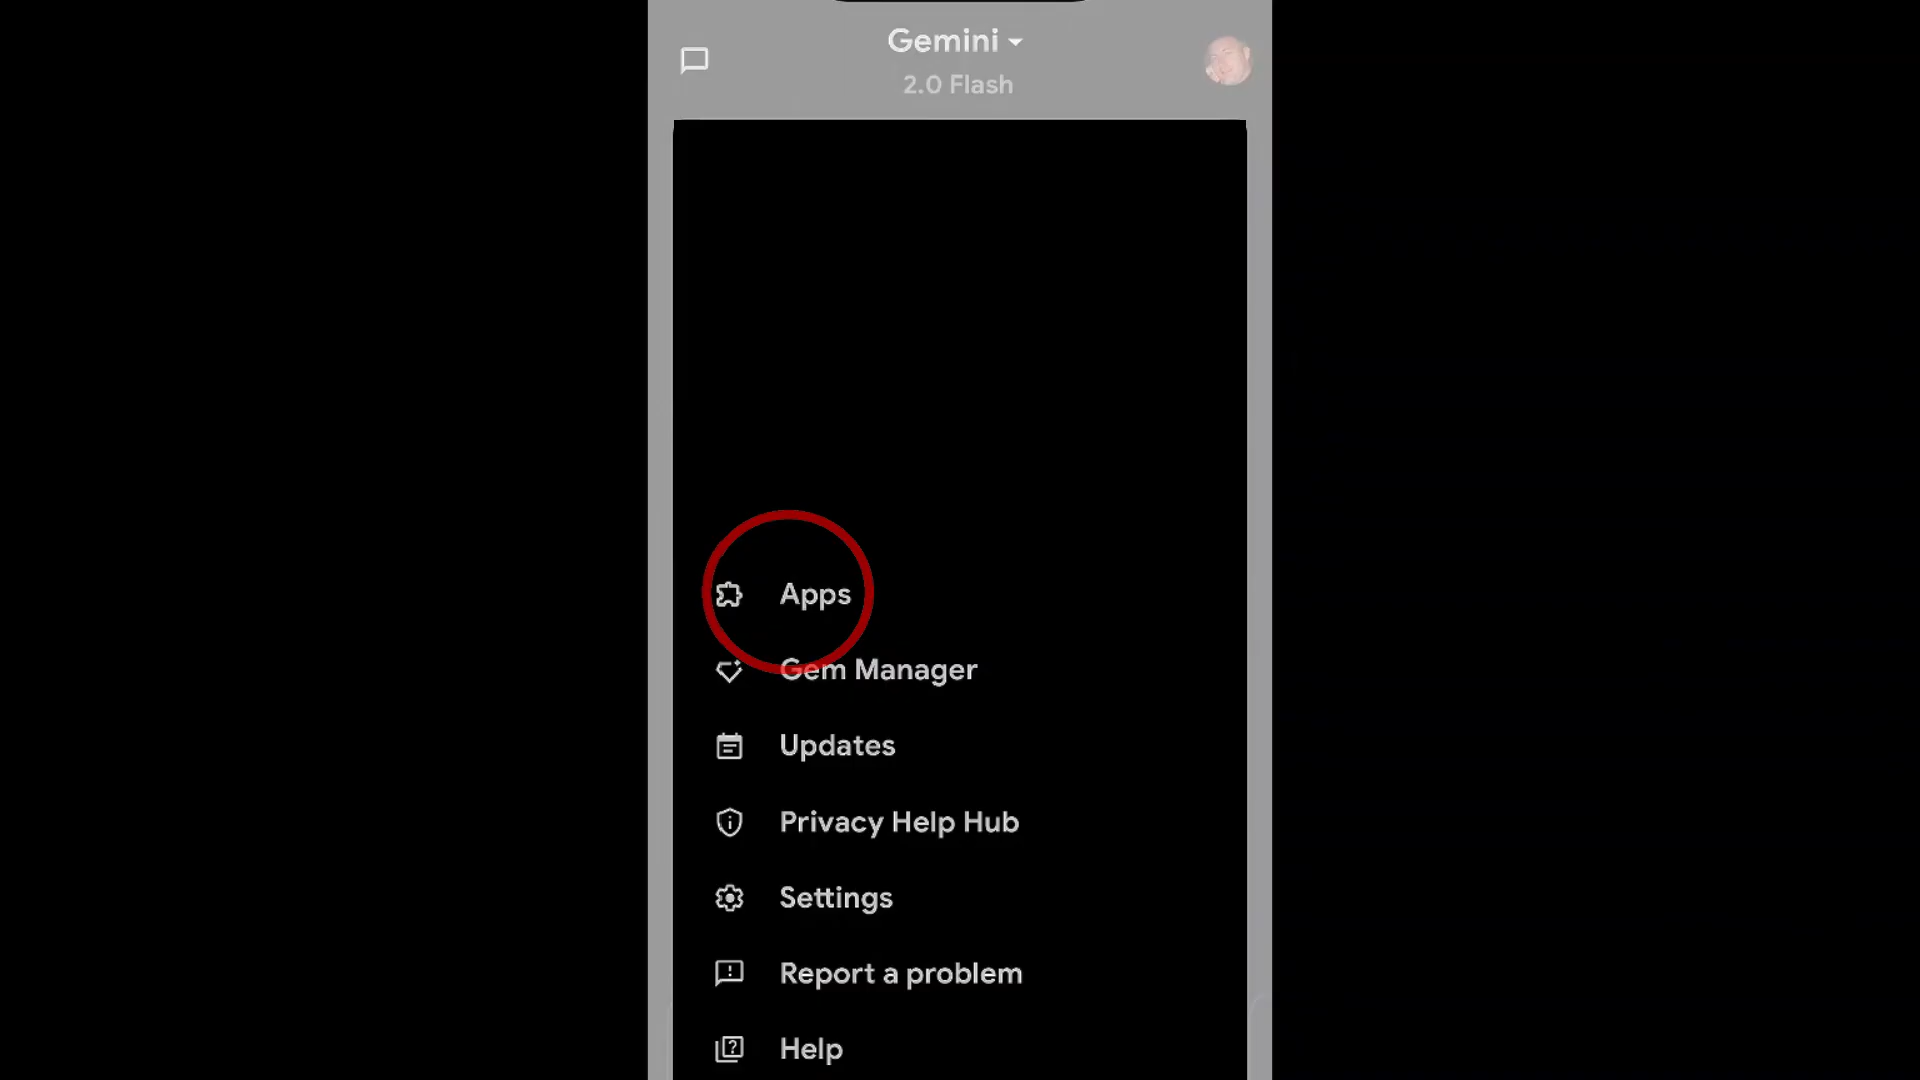 Gemini
2.0 Flash
Apps
Gem Manager
Updates
Privacy Help Hub
Settings
Report a problem
Help